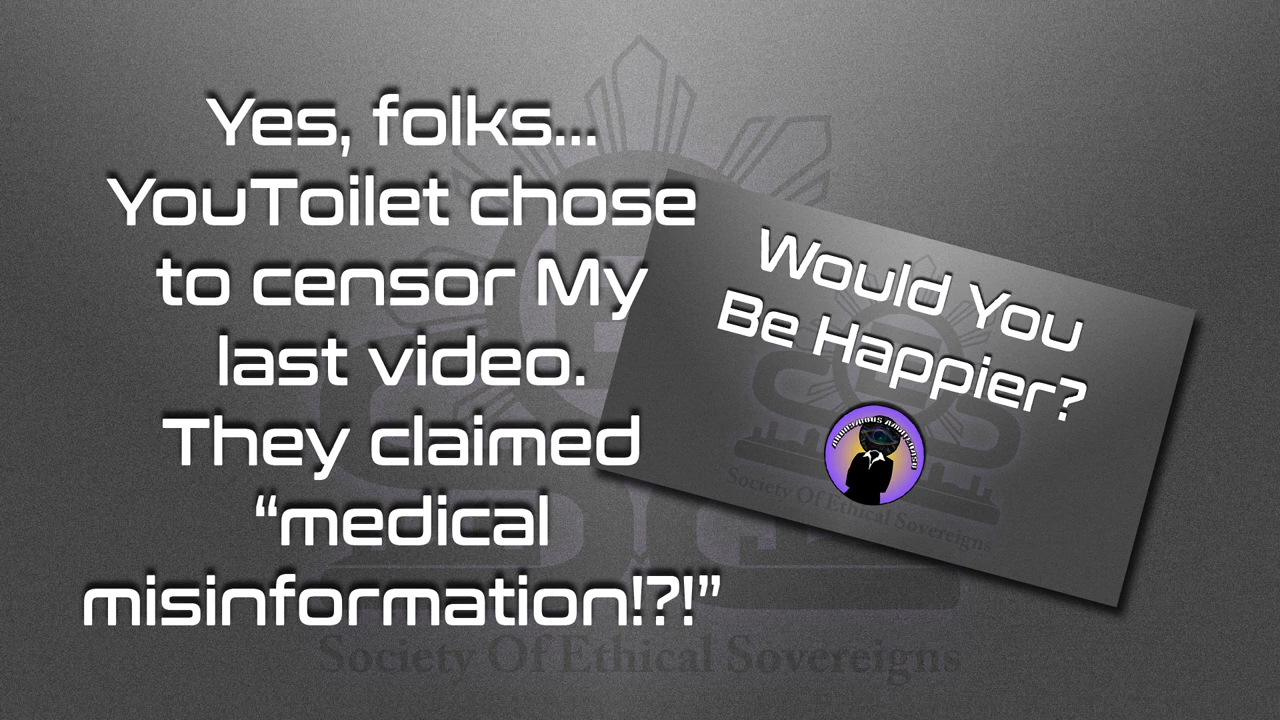 Yes, folks...
YouToilet chose
to censor My
last video.
They claimed
“medical
misinformation!?!”
Would You
Be Happier?
Society Of Ethical Sovereigns
Society Of Ethical Sovereigns